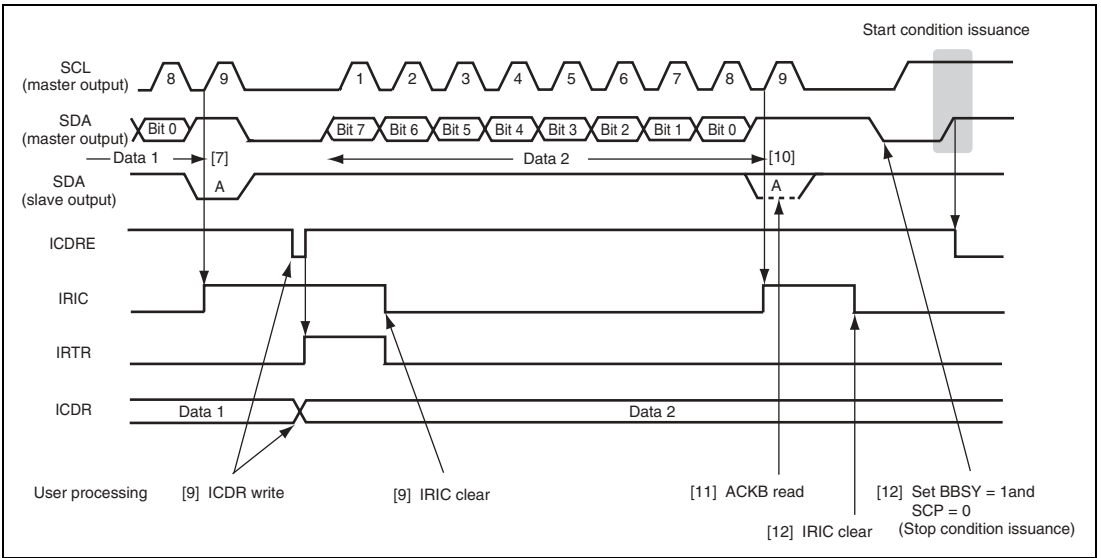 Start condition issuance
SCL
(master output)
8 9 1 2 3 4 5 6 7 8 9
SDA
(master output)
Bit 0 Bit 7 Bit 6 Bit 5 Bit 4 Bit 3 Bit 2 Bit 1 Bit 0
Data 1 [7] Data 2 [10]
SDA
(slave output)
A A
ICDRE
IRIC
IRTR
ICDR
Data 1 Data 2
User processing [9] ICDR write [9] IRIC clear [11] ACKB read [12] Set BBSY = 1and
SCP = 0
(Stop condition issuance)
[12] IRIC clear